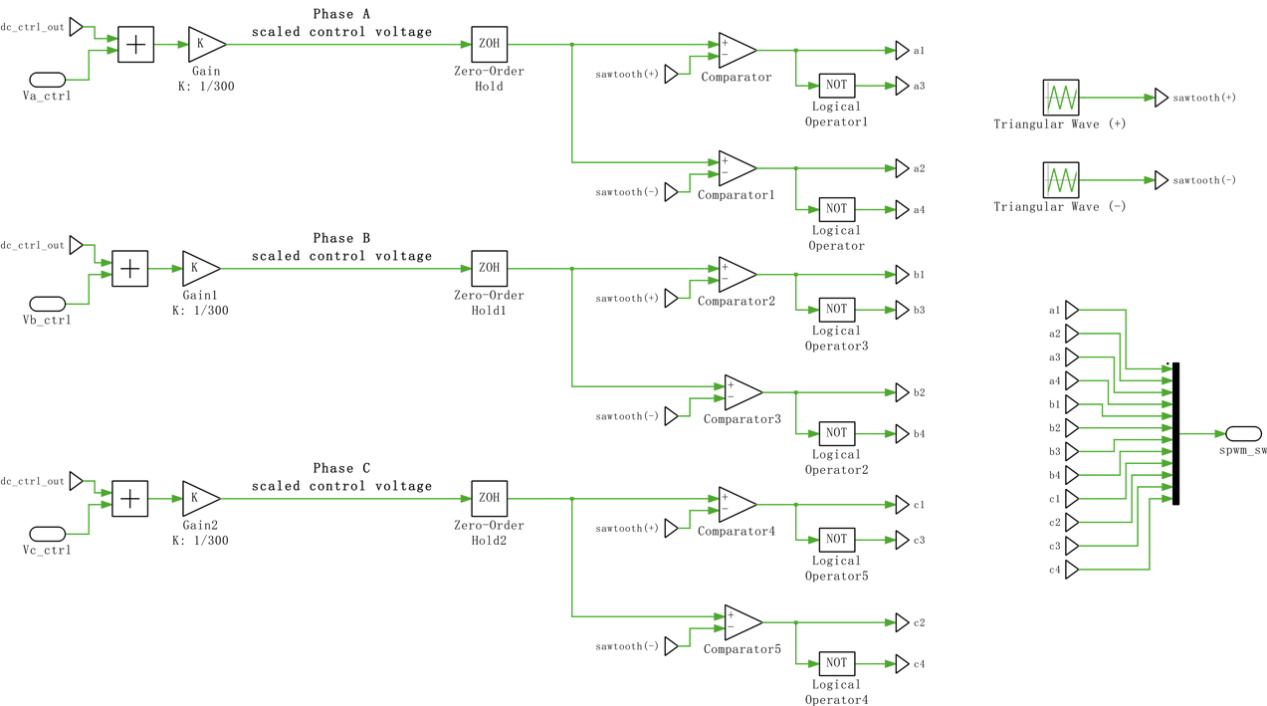 Phase A
scaled control voltage
dc_ctrl_out
Va_ctrl
K
Gain
K: 1/300
ZOH
Zero-Order
Hold
sawtooth(+)
+
−
Comparator
a1
NOT
Logical
Operator1
a3
sawtooth(-)
+
−
Comparator1
a2
NOT
Logical
Operator
a4
Triangular Wave (+)
sawtooth(+)
Triangular Wave (-)
sawtooth(-)
Phase B
scaled control voltage
dc_ctrl_out
Vb_ctrl
K
Gain1
K: 1/300
ZOH
Zero-Order
Hold1
sawtooth(+)
+
−
Comparator2
b1
NOT
Logical
Operator3
b3
sawtooth(-)
+
−
Comparator3
b2
NOT
Logical
Operator2
b4
Phase C
scaled control voltage
dc_ctrl_out
Vc_ctrl
K
Gain2
K: 1/300
ZOH
Zero-Order
Hold2
sawtooth(+)
+
−
Comparator4
c1
NOT
Logical
Operator5
c3
sawtooth(-)
+
−
Comparator5
c2
NOT
Logical
Operator4
c4
a1
a2
a3
a4
b1
b2
b3
b4
c1
c2
c3
c4
spwm_sw